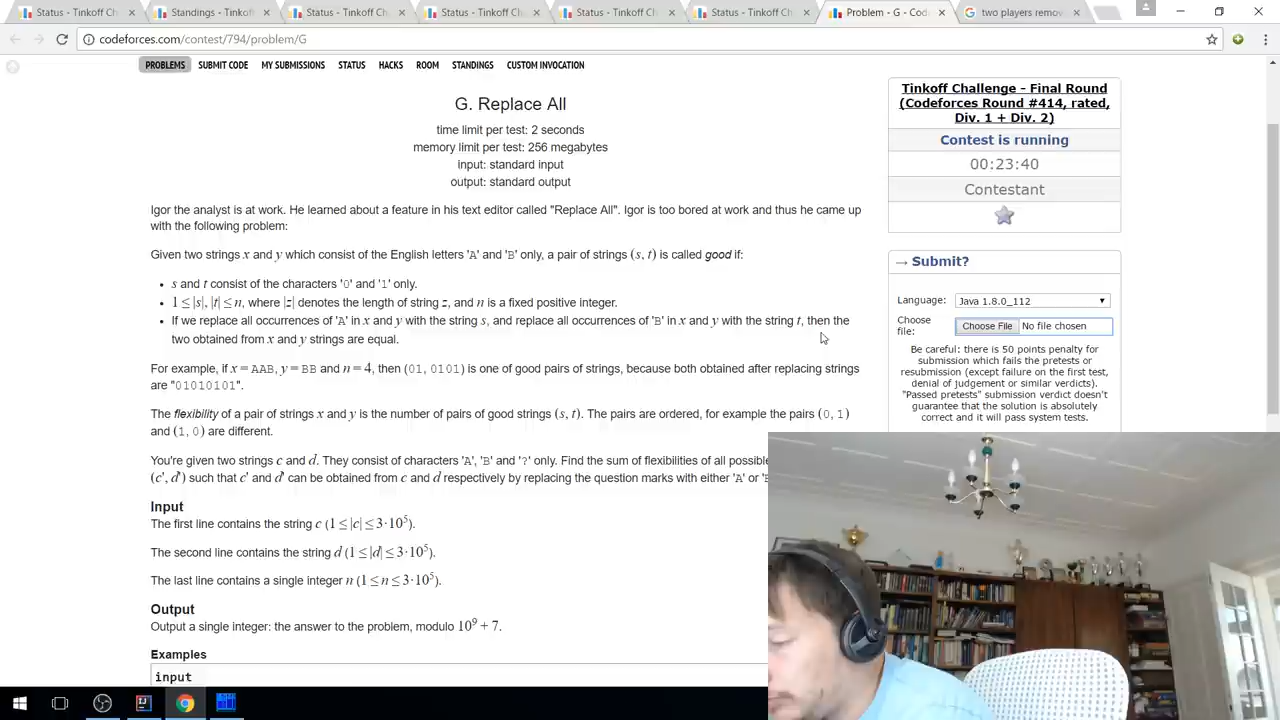 Status - Tinkoff Ch
Standings - Tinkoff
Status - Tinkoff Ch
Status - Tinkoff Ch
Status - Tinkoff Ch
Status - Tinkoff Ch
Problem - G - Cod
two players remov
codeforces.com/contest/794/problem/G
PROBLEMS SUBMIT CODE MY SUBMISSIONS STATUS HACKS ROOM STANDINGS CUSTOM INVOCATION
G. Replace All
time limit per test: 2 seconds
memory limit per test: 256 megabytes
input: standard input
output: standard output
Igor the analyst is at work. He learned about a feature in his text editor called "Replace All". Igor is too bored at work and thus he came up
with the following problem:
Given two strings x and y which consist of the English letters 'A' and 'B' only, a pair of strings (s, t) is called good if:
• s and t consist of the characters '0' and '1' only.
• 1 ≤ |s|, |t| ≤ n, where |z| denotes the length of string z, and n is a fixed positive integer.
• If we replace all occurrences of 'A' in x and y with the string s, and replace all occurrences of 'B' in x and y with the string t, then the
two obtained from x and y strings are equal.
For example, if x = AAB, y = BB and n = 4, then (01, 0101) is one of good pairs of strings, because both obtained after replacing strings
are "01010101".
The flexibility of a pair of strings x and y is the number of pairs of good strings (s, t). The pairs are ordered, for example the pairs (0, 1)
and (1, 0) are different.
You're given two strings c and d. They consist of characters 'A', 'B' and '?' only. Find the sum of flexibilities of all possible
(c', d') such that c' and d' can be obtained from c and d respectively by replacing the question marks with either 'A' or
Input
The first line contains the string c (1 ≤ |c| ≤ 3·10⁵).
The second line contains the string d (1 ≤ |d| ≤ 3·10⁵).
The last line contains a single integer n (1 ≤ n ≤ 3·10⁵).
Output
Output a single integer: the answer to the problem, modulo 10⁹ + 7.
Examples
input
Tinkoff Challenge - Final Round
(Codeforces Round #414, rated,
Div. 1 + Div. 2)
Contest is running
00:23:40
Contestant
→ Submit?
Language: Java 1.8.0_112
Choose
file: Choose File No file chosen
Be careful: there is 50 points penalty for
submission which fails the pretests or
resubmission (except failure on the first test,
denial of judgement or similar verdicts).
"Passed pretests" submission verdict doesn't
guarantee that the solution is absolutely
correct and it will pass system tests.